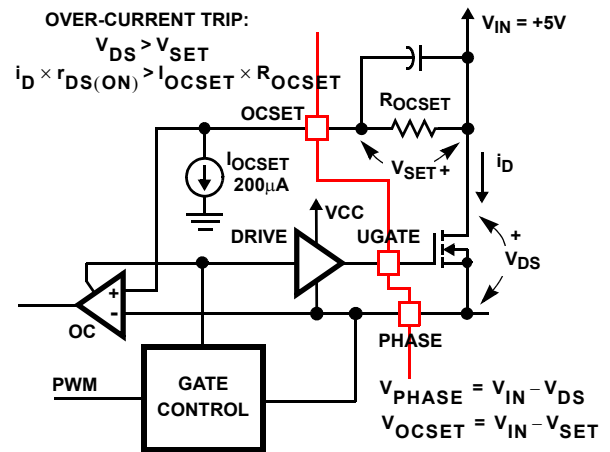 OVER-CURRENT TRIP:
VDS > VSET
iD × rDS(ON) > IOCSET × ROCSET
VIN = +5V
ROCSET
OCSET
VSET +
iD
IOCSET
200μA
VCC
DRIVE
UGATE
+
VDS
+
-
OC
PHASE
PWM
GATE
CONTROL
VPHASE = VIN – VDS
VOCSET = VIN – VSET